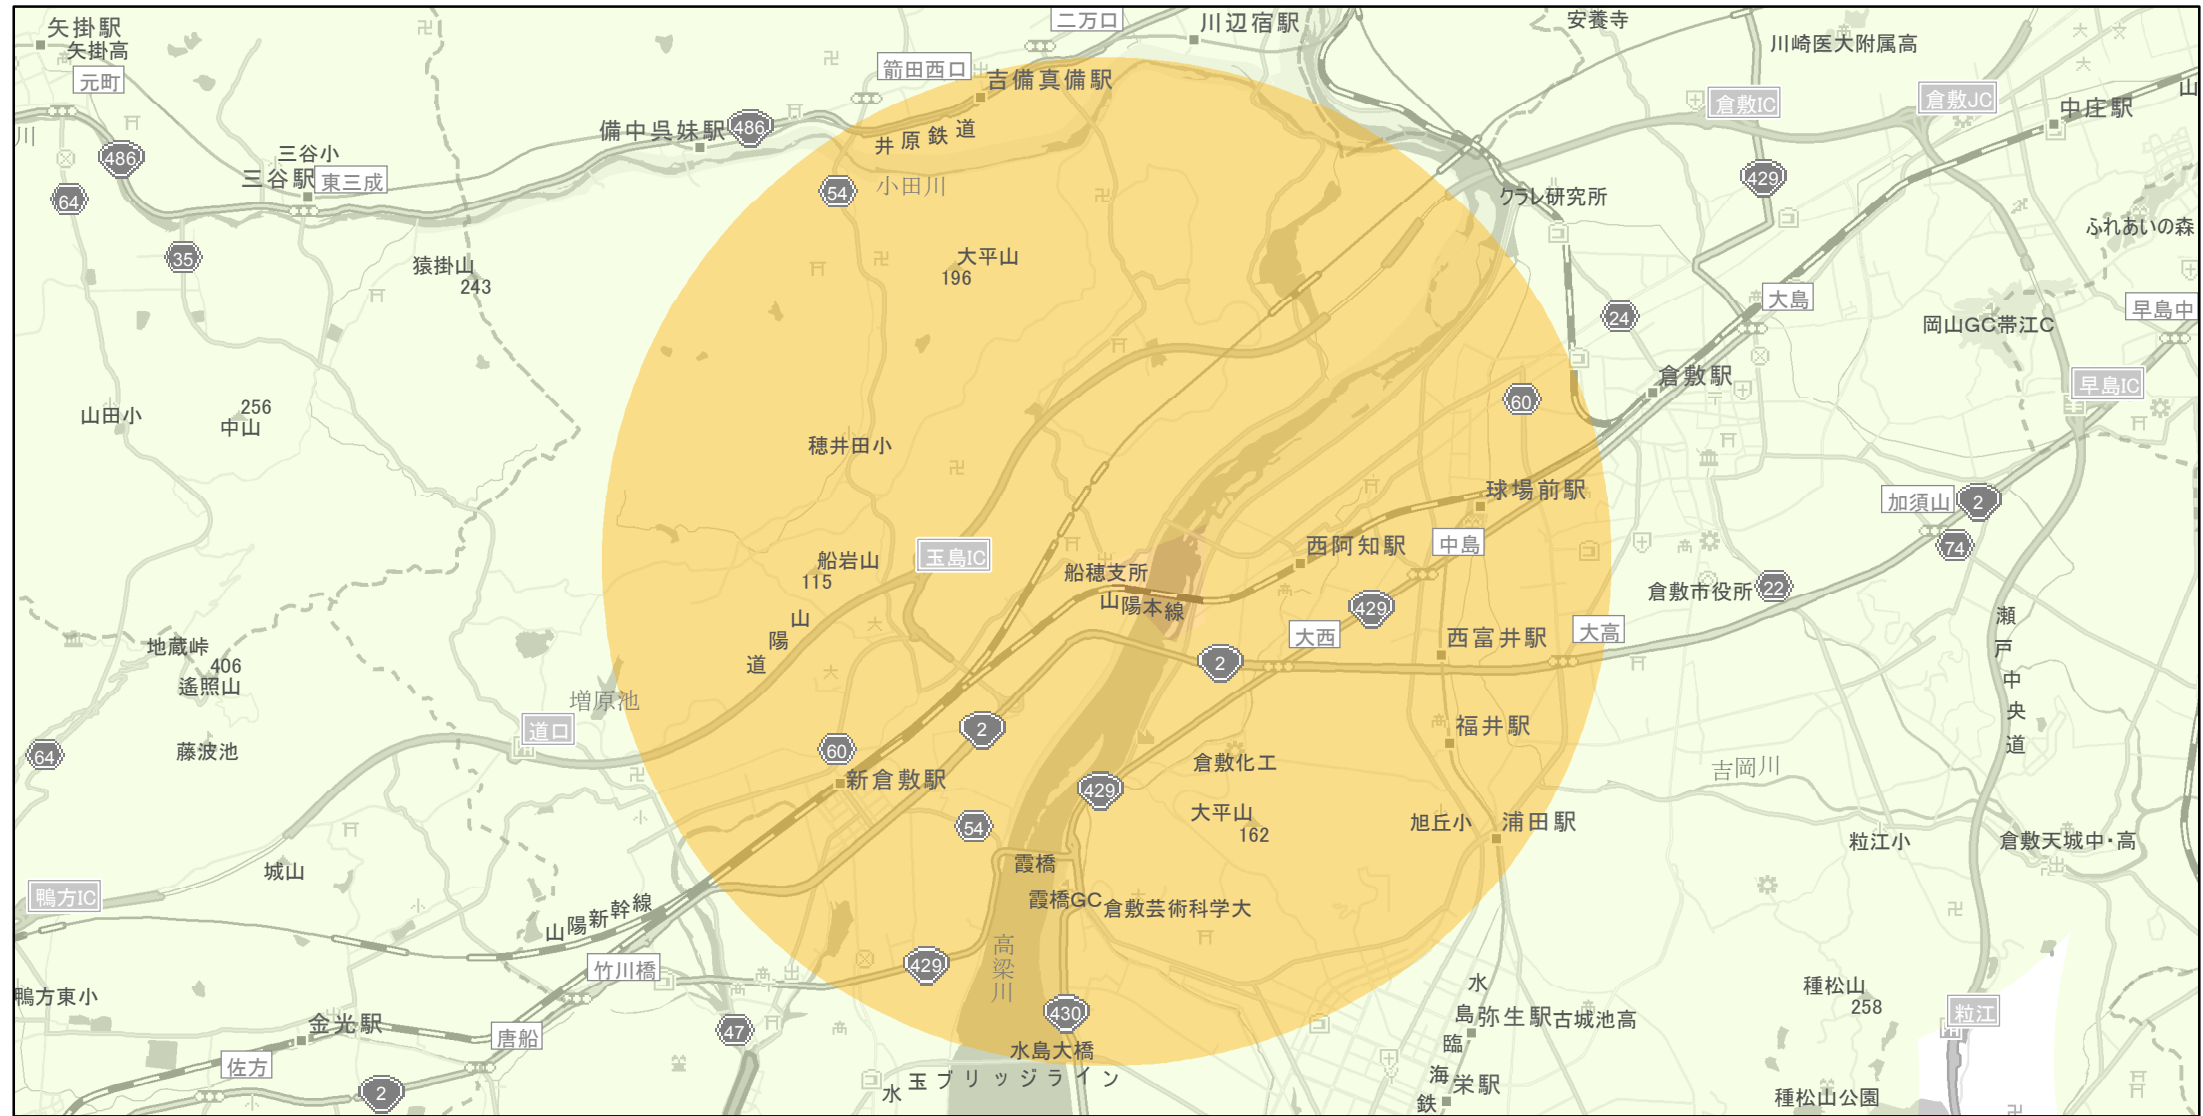 矢掛駅
矢掛高
元町
川
486
64
三谷小
三谷駅
東三成
35
猿掛山
243
備中呉妹駅
486
二万口
川辺宿駅
箭田西口
吉備真備駅
井原鉄道
54
小田川
大平山
196
安養寺
川崎医大附属高
倉敷IC
倉敷JC
中庄駅
山
429
クラレ研究所
ふれあいの森
大島
24
早島中
岡山GC帯江C
早島IC
倉敷駅
60
山田小
256
中山
穂井田小
球場前駅
加須山
2
74
中島
西阿知駅
玉島IC
船岩山
115
船穂支所
山陽本線
429
倉敷市役所
22
山陽道
大西
西富井駅
大高
2
瀬戸中央道
地蔵峠
406
遙照山
増原池
道口
藤波池
64
60
2
新倉敷駅
福井駅
倉敷化工
429
吉岡川
大平山
162
54
旭丘小
浦田駅
粒江小
倉敷天城中・高
霞橋
城山
鴨方IC
霞橋GC
倉敷芸術科学大
山陽新幹線
高梁川
竹川橋
429
鴨方東小
金光駅
唐船
47
430
水島大橋
水島臨海鉄
弥生駅
古城池高
種松山
258
粒江
佐方
2
水玉ブリッジライン
栄駅
種松山公園